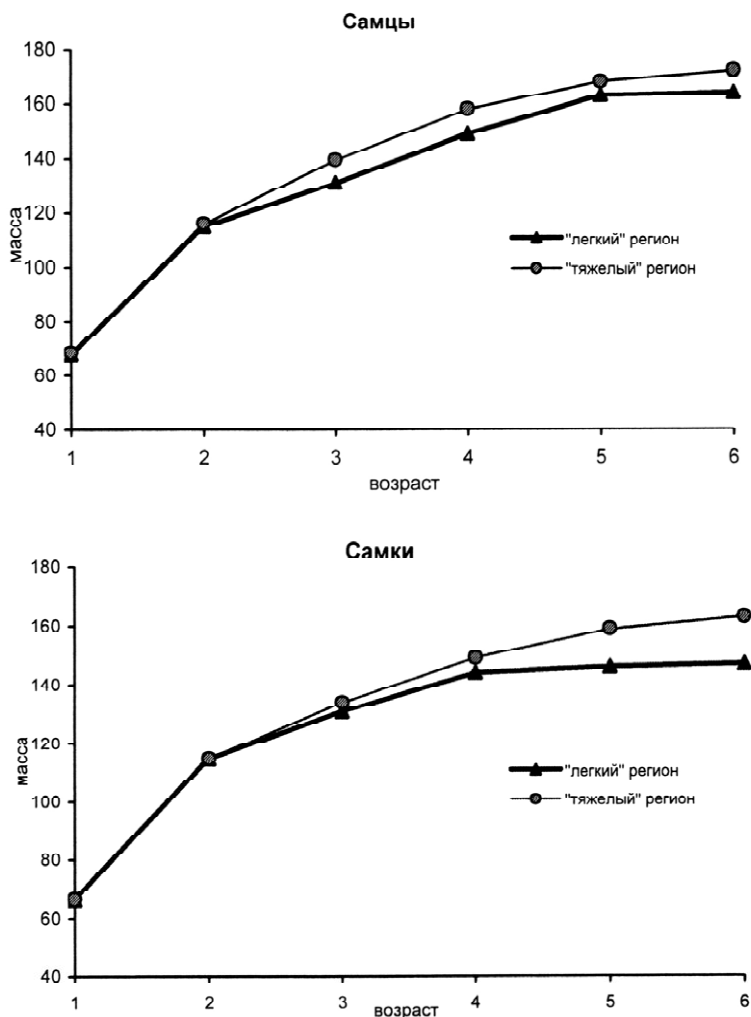 Самцы
180
160
140
120
100
80
60
40
масса
1 2 3 4 5 6
возраст
"легкий" регион
"тяжелый" регион
Самки
180
160
140
120
100
80
60
40
масса
1 2 3 4 5 6
возраст
"легкий" регион
"тяжелый" регион